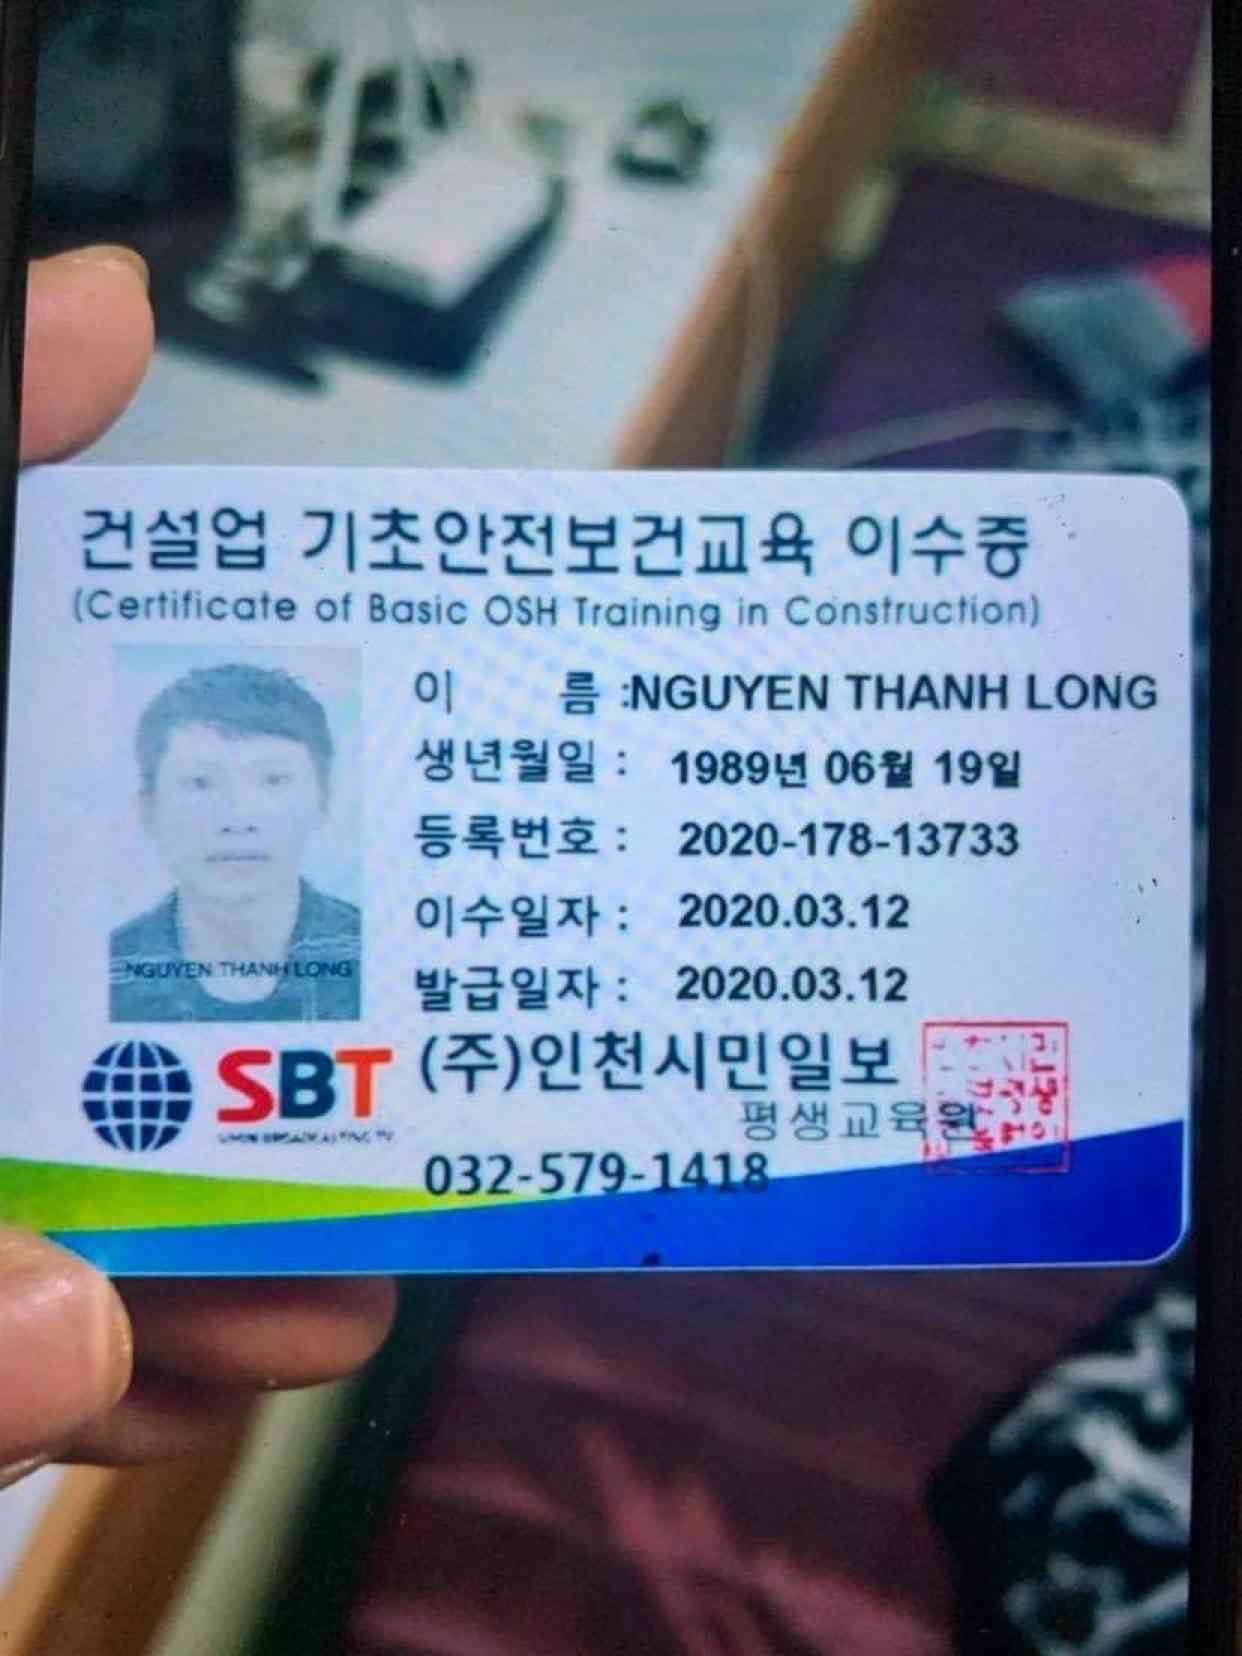 건설업 기초안전보건교육 이수증
(Certificate of Basic OSH Training in Construction)
이 름 :NGUYEN THANH LONG
생년월일 : 1989년 06월 19일
등록번호 : 2020-178-13733
이수일자 : 2020.03.12
발급일자 : 2020.03.12
NGUYEN THANH LONG
SBT (주)인천시민일보
평생교육원
032-579-1418